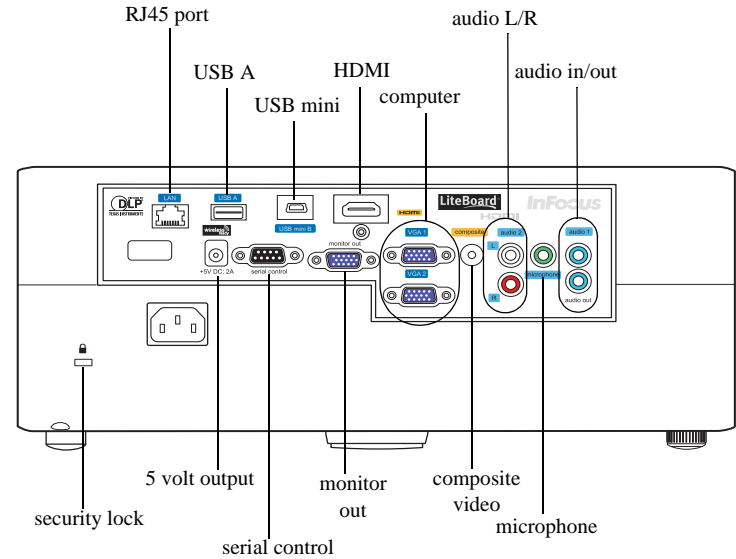 RJ45 port
audio L/R
USB A
HDMI
audio in/out
USB mini
computer
DLP
TEXAS INSTRUMENTS
LAN
USB A
USB mini B
HDMI
LiteBoard
InFocus
HDMI
wireless
+5V DC; 2A
serial control
monitor out
VGA 1
VGA 2
composite
audio 2
L
R
microphone
audio 1
audio out
5 volt output
monitor
out
composite
video
security lock
microphone
serial control